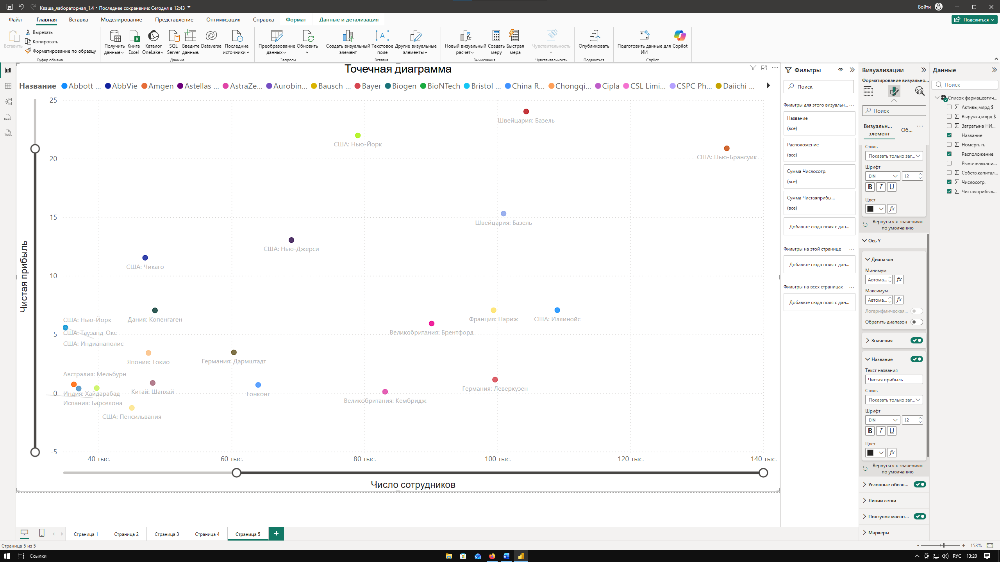 Кваша_лабораторная_1.4 • Последнее сохранение: Сегодня в 12:43
Войти
Файл Главная Вставка Моделирование Представление Оптимизация Справка Формат Данные и детализация
Поделиться
Вставить
Вырезать
Копировать
Форматирование по образцу
Буфер обмена
Получить данные
Книга Excel
Каталог OneLake
SQL Server
Введите данные.
Dataverse
Последние источники
Данные
Преобразование данных
Обновить
Запросы
Создать визуальный элемент
Текстовое поле
Другие визуальные элементы
Вставка
Новый визуальный расчет
Создать меру
Быстрая мера
Вычисления
Чувствительность
Чувствительность
Опубликовать
Поделиться
Подготовить данные для ИИ
Copilot
Copilot
DAX
TMDL
Точечная диаграмма
Название Abbott ... AbbVie Amgen Astellas ... AstraZe... Aurobin... Bausch ... Bayer Biogen BioNTech Bristol ... China R... Chongqi... Cipla CSL Limi... CSPC Ph... Daiichi ...
25
Швейцария: Базель
США: Нью-Йорк
США: Нью-Брансуик
20
15
Швейцария: Базель
США: Нью-Джерси
США: Чикаго
10
Чистая прибыль
США: Нью-Йорк
Дания: Копенгаген
Франция: Париж
США: Иллинойс
США: Таузанд-Окс
Великобритания: Брентфорд
5
США: Индианаполис
Япония: Токио
Германия: Дармштадт
Австралия: Мельбурн
Германия: Леверкузен
Китай: Шанхай
0
Индия: Хайдарабад
Гонконг
Великобритания: Кембридж
Испания: Барселона
США: Пенсильвания
-5
40 тыс. 60 тыс. 80 тыс. 100 тыс. 120 тыс. 140 тыс.
Число сотрудников
Фильтры
Поиск
Фильтры для этого визуальн... ...
Название
(все)
Расположение
(все)
Сумма Числосотр.
(все)
Сумма Чистаяприбы...
(все)
Добавьте сюда поля с дан...
Фильтры на этой странице ...
Добавьте сюда поля с дан...
Фильтры на всех страницах ...
Добавьте сюда поля с дан...
Визуализации
Форматирование визуально...
Поиск
Визуальн... элемент
Об...
...
Стиль
Показать только заг...
Шрифт
DIN 12
B I U
Цвет
fx
Вернуться к значениям по умолчанию
Ось Y
Диапазон
Минимум
Автома... fx
Максимум
Автома... fx
Логарифмическая...
Обратить диапазон
Значения
Название
Текст названия
Чистая прибыль
Стиль
Показать только заг...
Шрифт
DIN 12
B I U
Цвет
fx
Вернуться к значениям по умолчанию
Условные обозн...
Линии сетки
Ползунок масшт...
Маркеры
Данные
Поиск
Список фармацевтич...
Активы,млрд $
Выручка,млрд $
Затратына НИ...
Название
Номерп. п.
Расположение
Рыночнаякапи...
Собств.капитал...
Числосотр.
Чистаяприбыл...
Страница 1 Страница 2 Страница 3 Страница 4 Страница 5 +
Страница 5 из 5
- + 153%
Ссылки
РУС 13:20